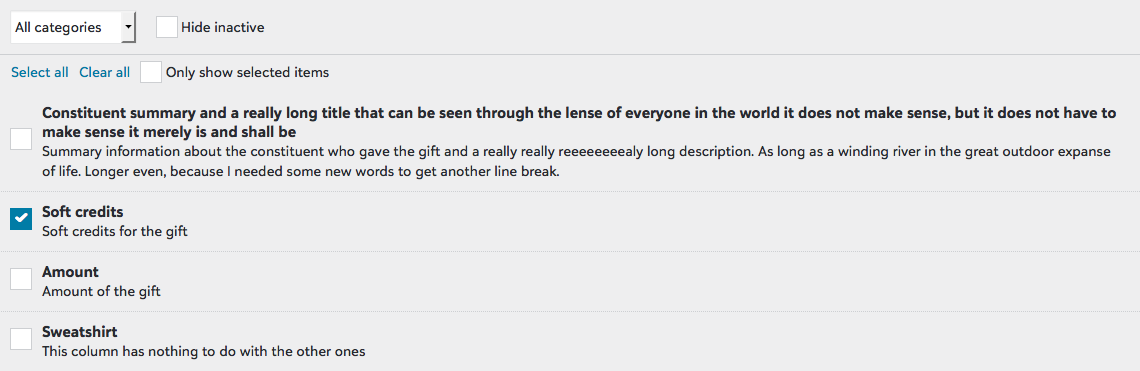 All categories Hide inactive
Select all Clear all Only show selected items
Constituent summary and a really long title that can be seen through the lense of everyone in the world it does not make sense, but it does not have to
make sense it merely is and shall be
Summary information about the constituent who gave the gift and a really really reeeeeeeealy long description. As long as a winding river in the great outdoor expanse
of life. Longer even, because I needed some new words to get another line break.
Soft credits
Soft credits for the gift
Amount
Amount of the gift
Sweatshirt
This column has nothing to do with the other ones